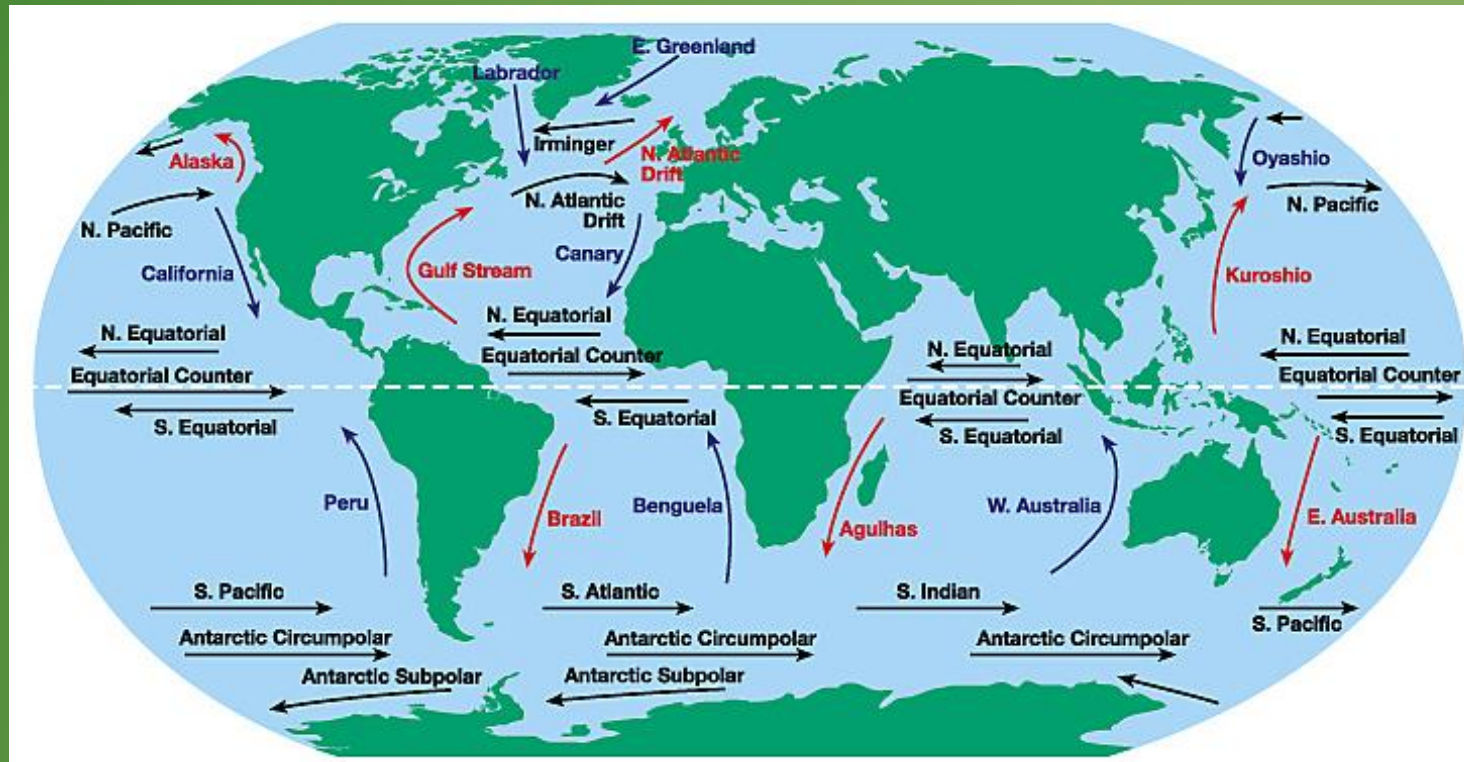 E. Greenland
Labrador
Irminger
Alaska
N. Atlantic
Drift
Oyashio
N. Pacific
N. Atlantic
Drift
N. Pacific
California
Canary
Gulf Stream
Kuroshio
N. Equatorial
N. Equatorial
N. Equatorial
N. Equatorial
Equatorial Counter
Equatorial Counter
Equatorial Counter
Equatorial Counter
S. Equatorial
S. Equatorial
S. Equatorial
S. Equatorial
Peru
Brazil
Benguela
Agulhas
W. Australia
E. Australia
S. Pacific
S. Atlantic
S. Indian
S. Pacific
Antarctic Circumpolar
Antarctic Circumpolar
Antarctic Circumpolar
Antarctic Subpolar
Antarctic Subpolar